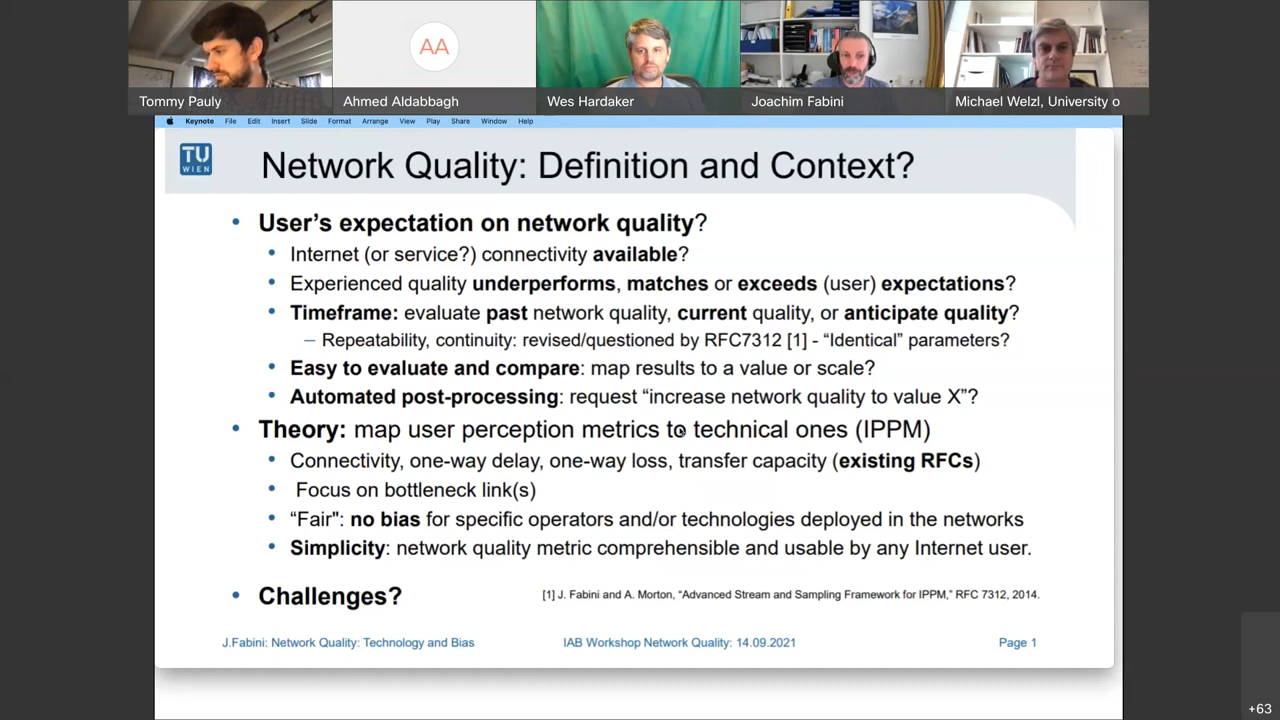 AA
Tommy Pauly
Ahmed Aldabbagh
Wes Hardaker
Joachim Fabini
Michael Welzl, University o
Keynote File Edit Insert Slide Format Arrange View Play Share Window Help
TU
WIEN
Network Quality: Definition and Context?
• User's expectation on network quality?
• Internet (or service?) connectivity available?
• Experienced quality underperforms, matches or exceeds (user) expectations?
• Timeframe: evaluate past network quality, current quality, or anticipate quality?
– Repeatability, continuity: revised/questioned by RFC7312 [1] - “Identical” parameters?
• Easy to evaluate and compare: map results to a value or scale?
• Automated post-processing: request “increase network quality to value X”?
• Theory: map user perception metrics to technical ones (IPPM)
• Connectivity, one-way delay, one-way loss, transfer capacity (existing RFCs)
• Focus on bottleneck link(s)
• “Fair": no bias for specific operators and/or technologies deployed in the networks
• Simplicity: network quality metric comprehensible and usable by any Internet user.
• Challenges?
[1] J. Fabini and A. Morton, “Advanced Stream and Sampling Framework for IPPM,” RFC 7312, 2014.
J.Fabini: Network Quality: Technology and Bias
IAB Workshop Network Quality: 14.09.2021
Page 1
+63